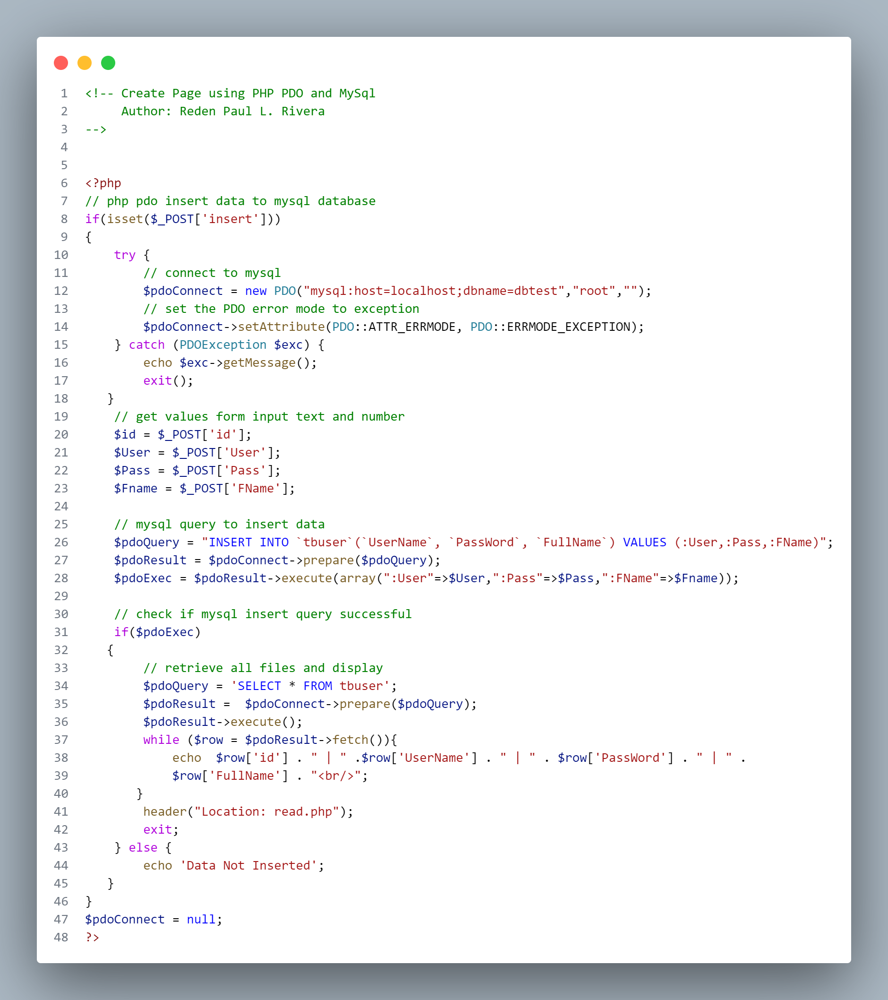 1 <!-- Create Page using PHP PDO and MySql
2      Author: Reden Paul L. Rivera
3 -->
4
5
6 <?php
7 // php pdo insert data to mysql database
8 if(isset($_POST['insert']))
9 {
10     try {
11         // connect to mysql
12         $pdoConnect = new PDO("mysql:host=localhost;dbname=dbtest","root","");
13         // set the PDO error mode to exception
14         $pdoConnect->setAttribute(PDO::ATTR_ERRMODE, PDO::ERRMODE_EXCEPTION);
15     } catch (PDOException $exc) {
16         echo $exc->getMessage();
17         exit();
18    }
19     // get values form input text and number
20     $id = $_POST['id'];
21     $User = $_POST['User'];
22     $Pass = $_POST['Pass'];
23     $Fname = $_POST['FName'];
24
25     // mysql query to insert data
26     $pdoQuery = "INSERT INTO `tbuser`(`UserName`, `PassWord`, `FullName`) VALUES (:User,:Pass,:FName)";
27     $pdoResult = $pdoConnect->prepare($pdoQuery);
28     $pdoExec = $pdoResult->execute(array(":User"=>$User,":Pass"=>$Pass,":FName"=>$Fname));
29
30     // check if mysql insert query successful
31     if($pdoExec)
32    {
33         // retrieve all files and display
34         $pdoQuery = 'SELECT * FROM tbuser';
35         $pdoResult =  $pdoConnect->prepare($pdoQuery);
36         $pdoResult->execute();
37         while ($row = $pdoResult->fetch()){
38             echo  $row['id'] . " | " .$row['UserName'] . " | " . $row['PassWord'] . " | " .
39             $row['FullName'] . "<br/>";
40        }
41         header("Location: read.php");
42         exit;
43     } else {
44         echo 'Data Not Inserted';
45    }
46 }
47 $pdoConnect = null;
48 ?>